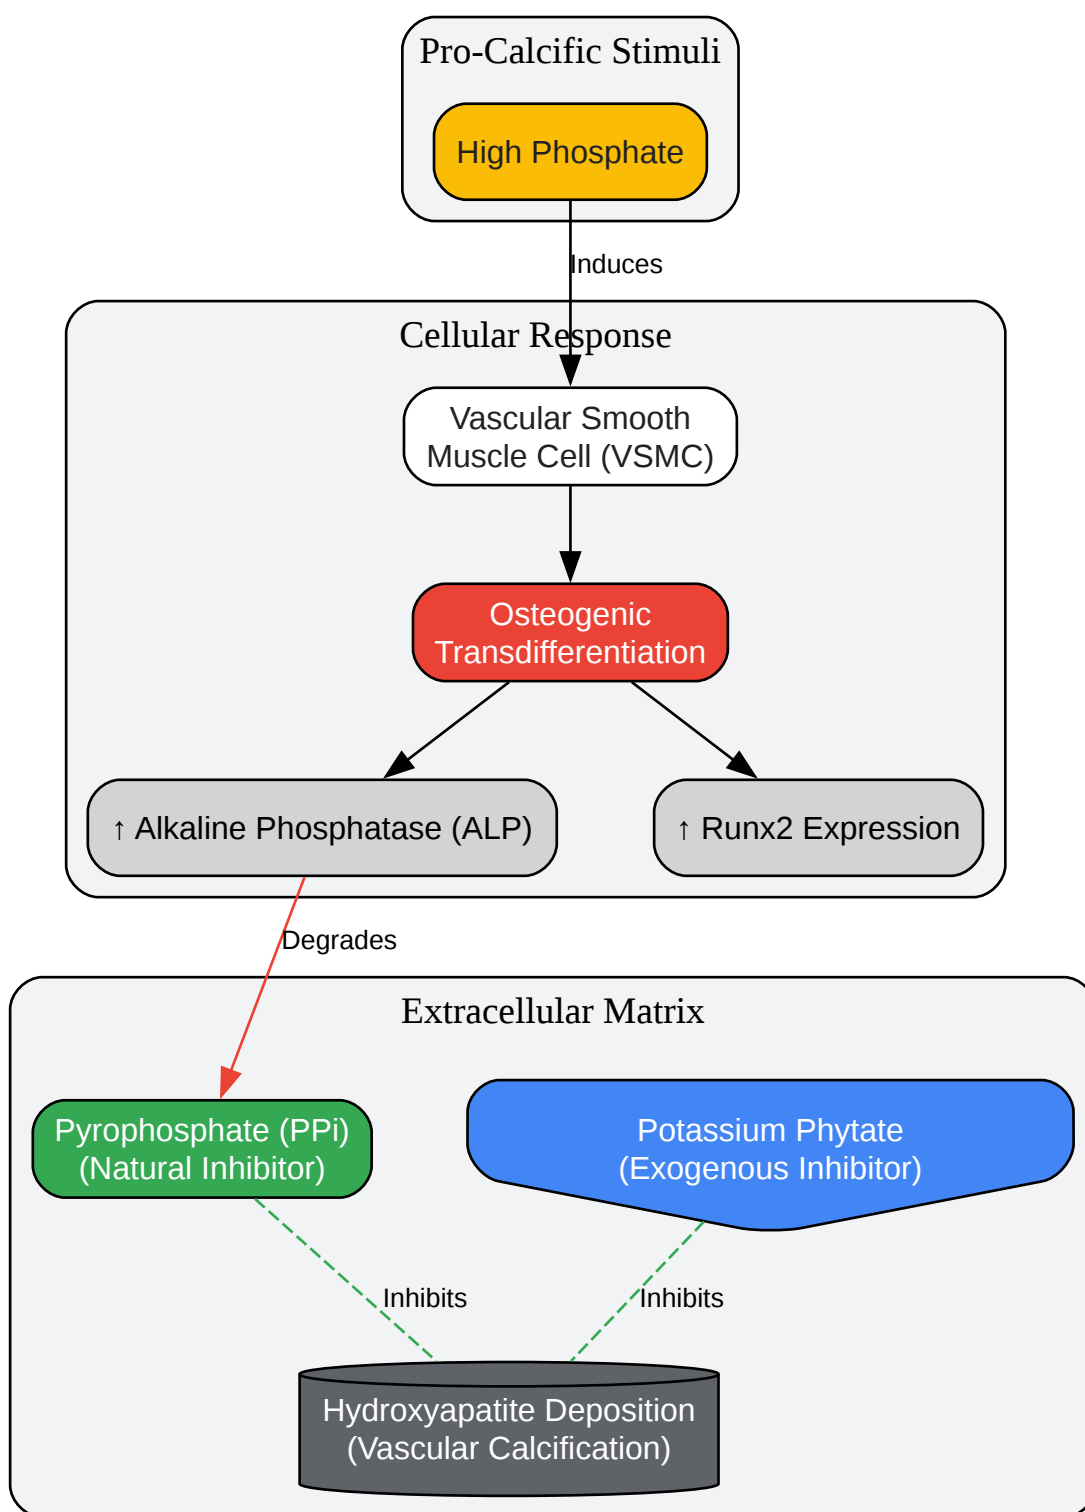 Pro-Calcific Stimuli
High Phosphate
Induces
Cellular Response
Vascular Smooth
Muscle Cell (VSMC)
Osteogenic
Transdifferentiation
↑ Alkaline Phosphatase (ALP)
↑ Runx2 Expression
Degrades
Extracellular Matrix
Pyrophosphate (PPi)
(Natural Inhibitor)
Potassium Phytate
(Exogenous Inhibitor)
Inhibits
Inhibits
Hydroxyapatite Deposition
(Vascular Calcification)